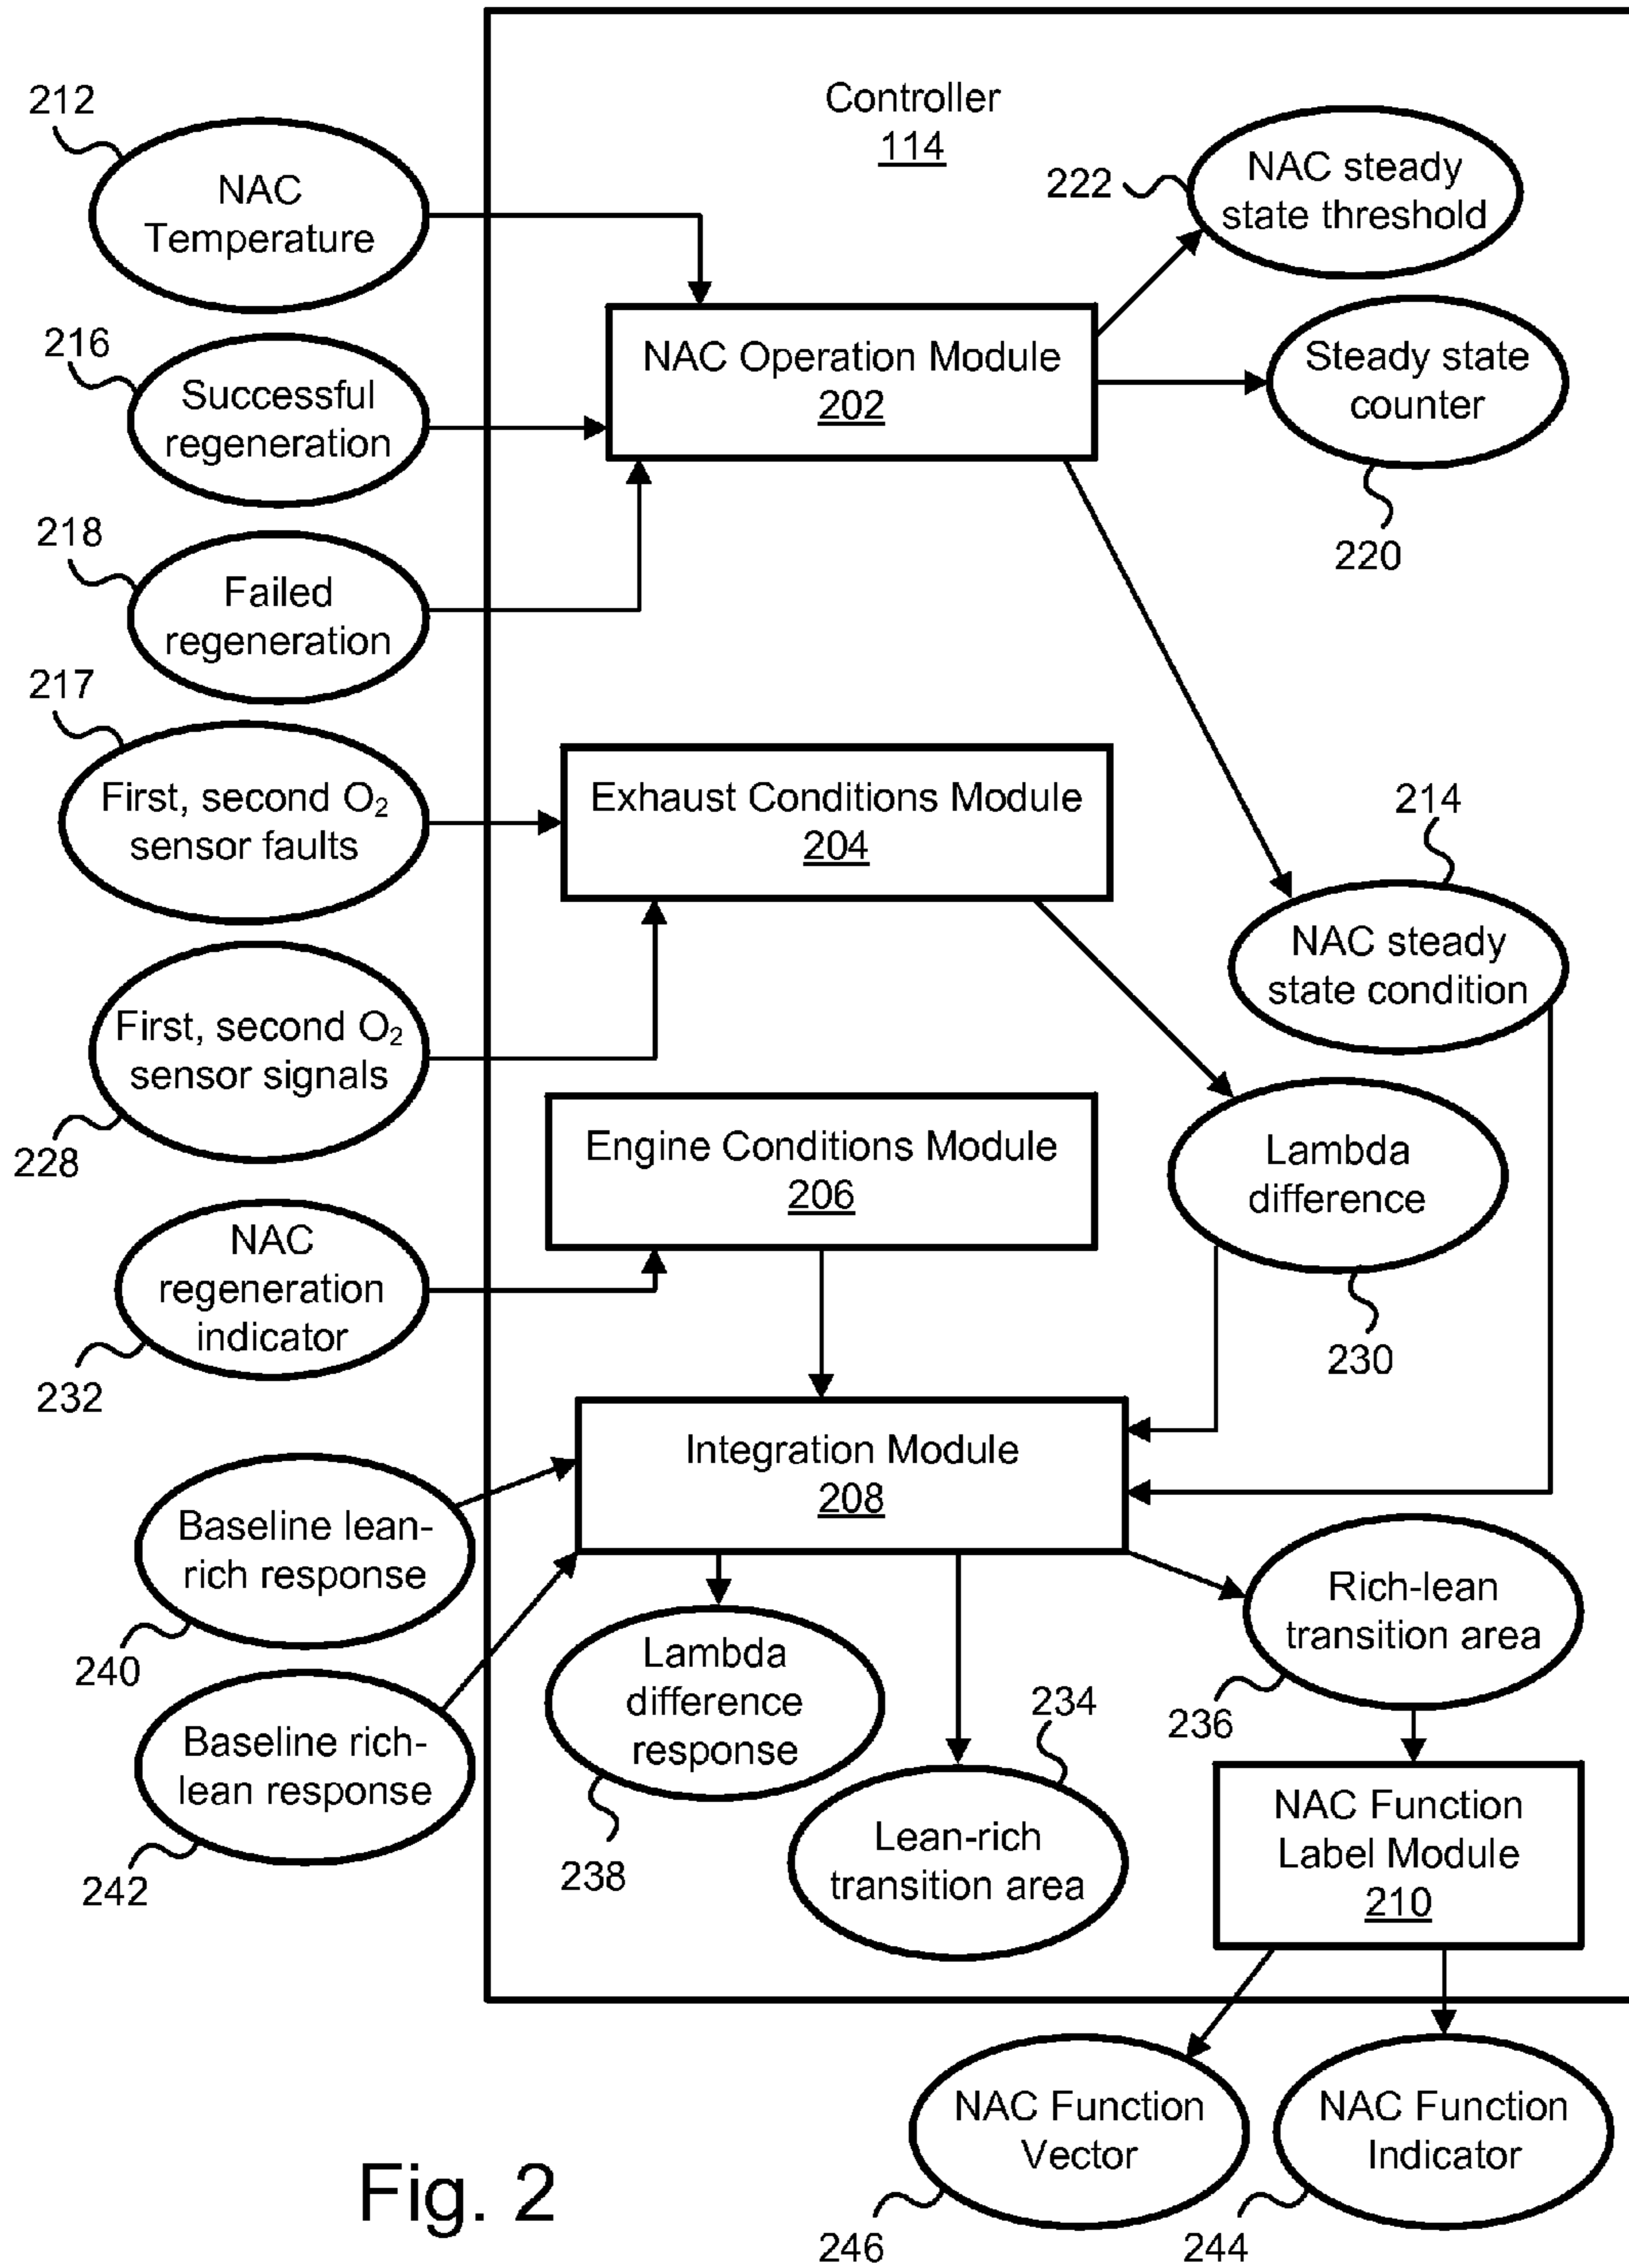 Controller
114
212
NAC
Temperature
222
NAC steady
state threshold
216
Successful
regeneration
NAC Operation Module
202
Steady state
counter
220
218
Failed
regeneration
217
First, second O₂
sensor faults
Exhaust Conditions Module
204
214
NAC steady
state condition
First, second O₂
sensor signals
228
Engine Conditions Module
206
Lambda
difference
230
NAC
regeneration
indicator
232
Integration Module
208
Baseline lean-
rich response
240
Rich-lean
transition area
236
Lambda
difference
response
238
234
Lean-rich
transition area
Baseline rich-
lean response
242
NAC Function
Label Module
210
NAC Function
Vector
246
NAC Function
Indicator
244
Fig. 2